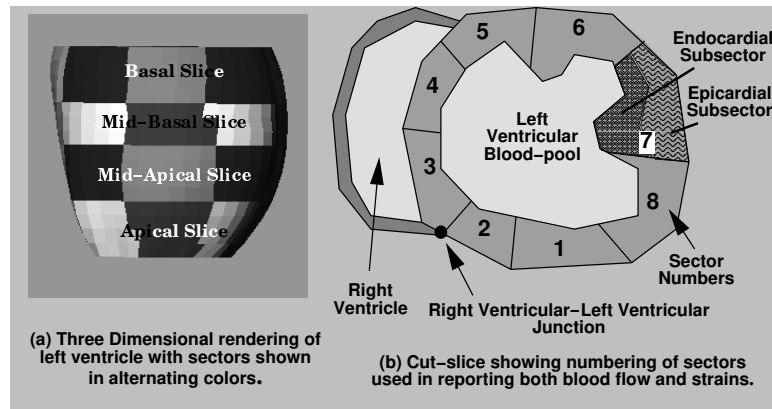 Basal Slice
Mid–Basal Slice
Mid–Apical Slice
Apical Slice
(a) Three Dimensional rendering of
left ventricle with sectors shown
in alternating colors.
5
6
4
3
2
1
8
7
Left
Ventricular
Blood–pool
Endocardial
Subsector
Epicardial
Subsector
Sector
Numbers
Right
Ventricle
Right Ventricular–Left Ventricular
Junction
(b) Cut–slice showing numbering of sectors
used in reporting both blood flow and strains.